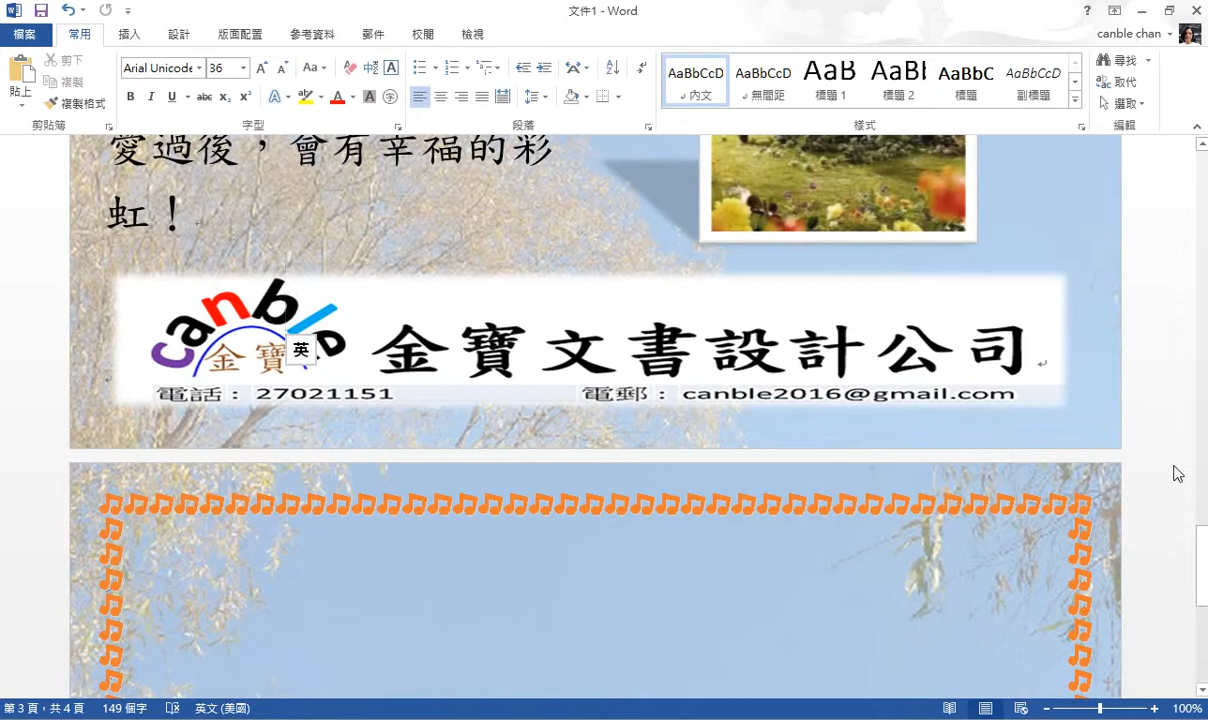 文件1 - Word
檔案 常用 插入 設計 版面配置 參考資料 郵件 校閱 檢視 canble chan
貼上 剪下 複製 複製格式
Arial Unicode 36
AaBbCcD AaBbCcD AaB AaBb AaBbC AaBbCcD
內文 無間距 標題 1 標題 2 標題 副標題
尋找 取代 選取
剪貼簿 字型 段落 樣式 編輯
愛過後，會有幸福的彩
虹！
canble
金寶
英
金寶文書設計公司
電話： 27021151 電郵： canble2016@gmail.com
第 3 頁，共 4 頁 149 個字 英文 (美國) 100%